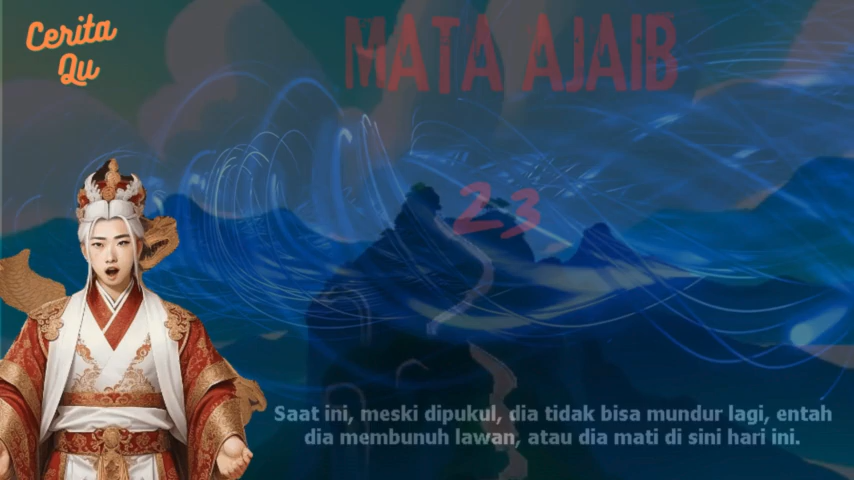 Cerita
Qu
MATA AJAIB
23
Saat ini, meski dipukul, dia tidak bisa mundur lagi, entah
dia membunuh lawan, atau dia mati di sini hari ini.